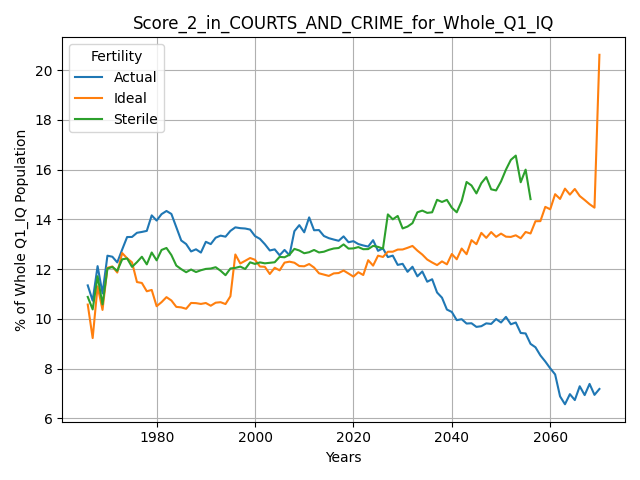 Score_2_in_COURTS_AND_CRIME_for_Whole_Q1_IQ
Fertility
Actual
Ideal
Sterile
% of Whole Q1_IQ Population
20
18
16
14
12
10
8
6
1980
2000
2020
2040
2060
Years